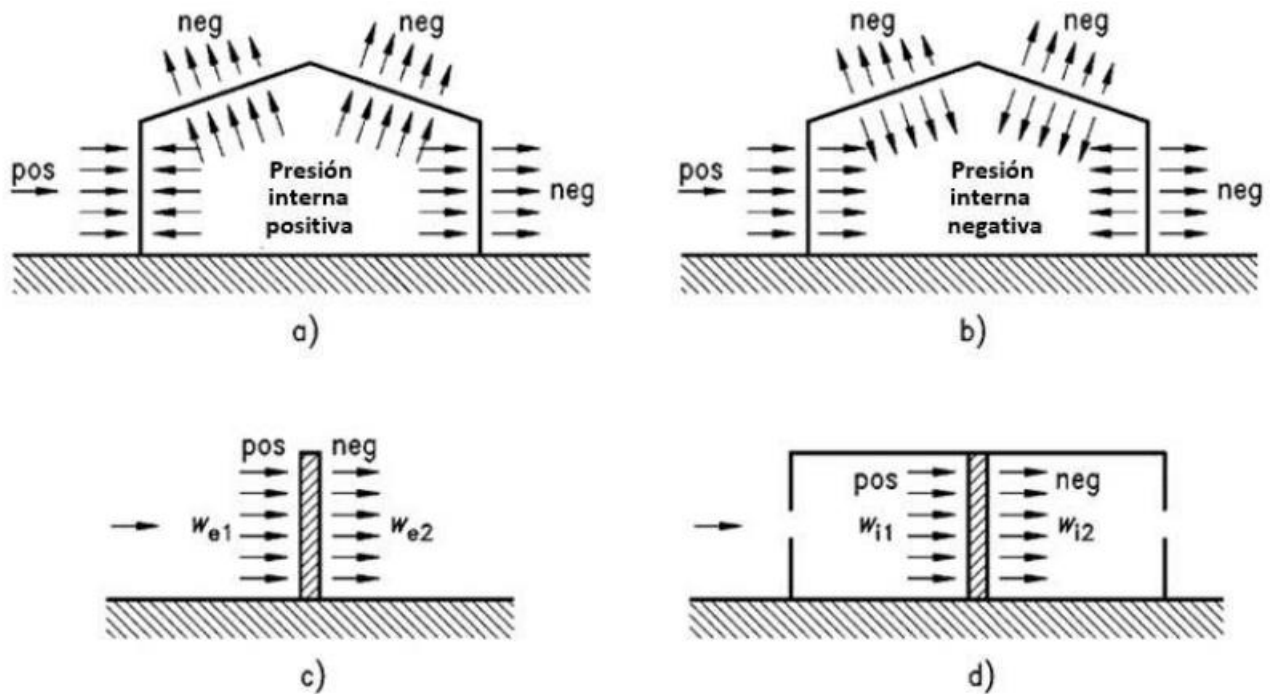 neg
neg
pos
Presión
interna
positiva
neg
a)
neg
neg
pos
Presión
interna
negativa
neg
b)
pos
neg
We1
We2
c)
pos
neg
Wi1
Wi2
d)